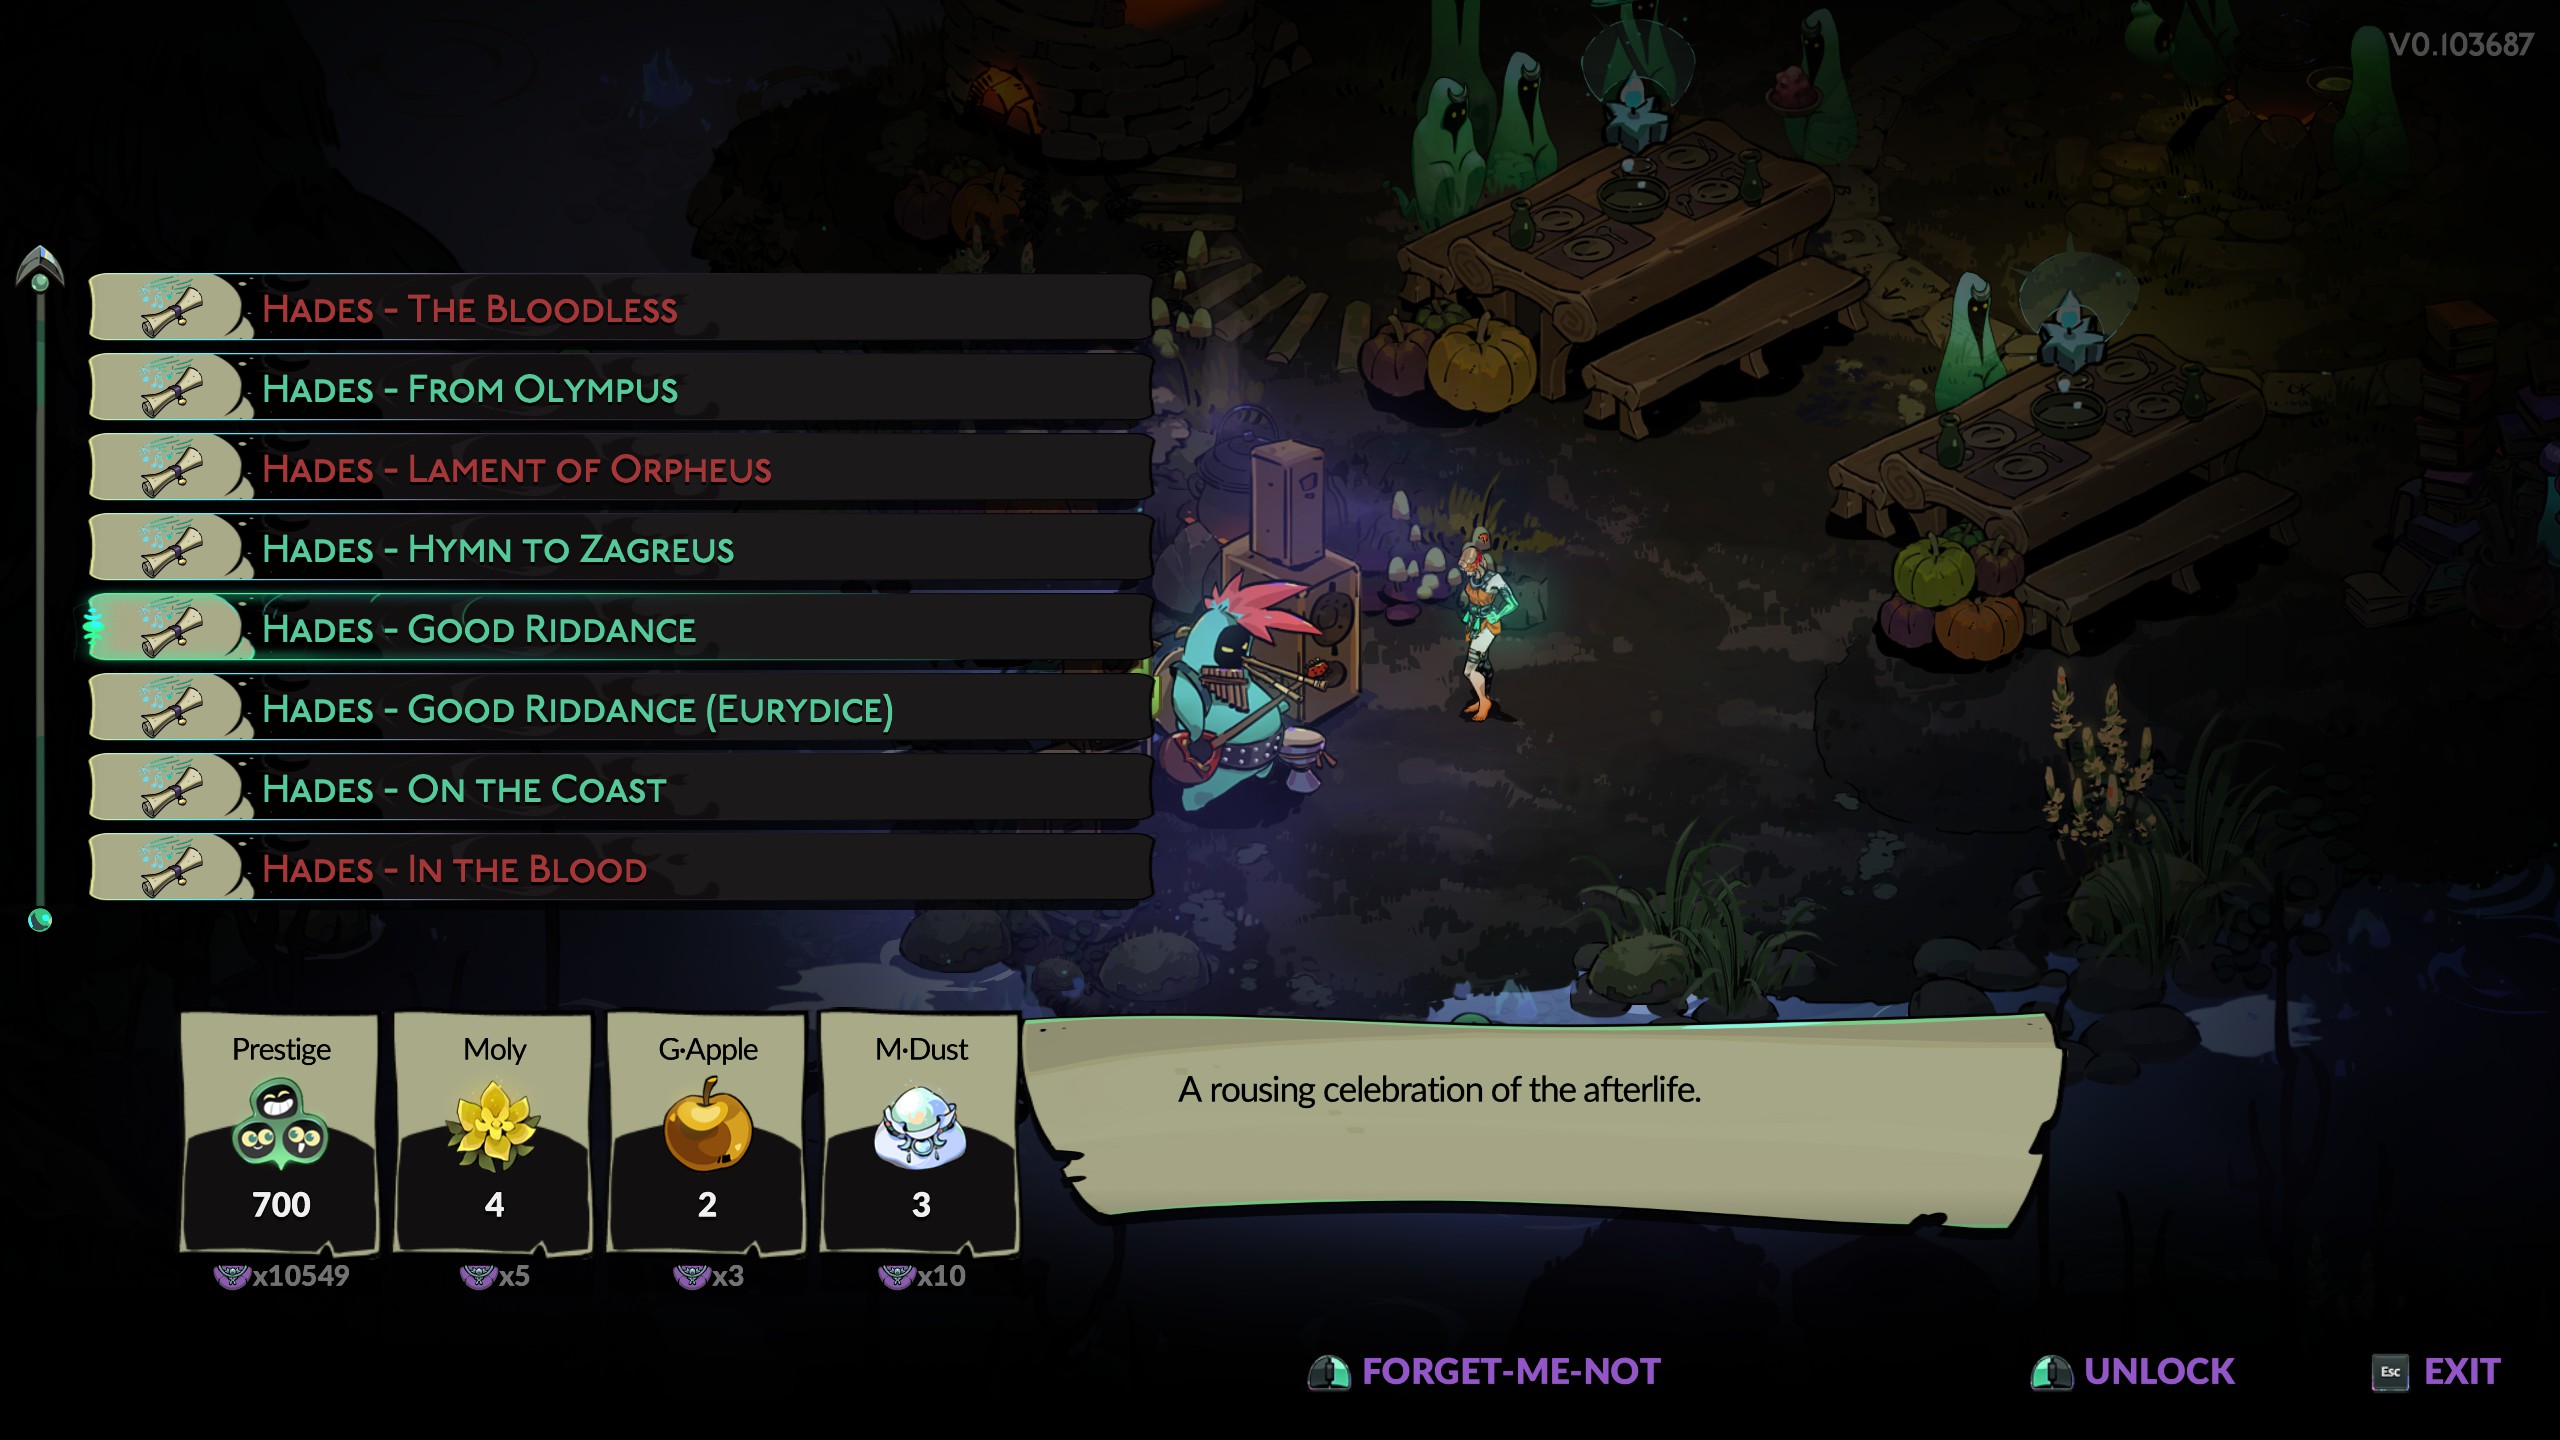 V0.103687
Hades - The Bloodless
Hades - From Olympus
Hades - Lament of Orpheus
Hades - Hymn to Zagreus
Hades - Good Riddance
Hades - Good Riddance (Eurydice)
Hades - On the Coast
Hades - In the Blood
Prestige Moly G·Apple M·Dust
700 4 2 3
x10549 x5 x3 x10
A rousing celebration of the afterlife.
FORGET-ME-NOT UNLOCK Esc EXIT